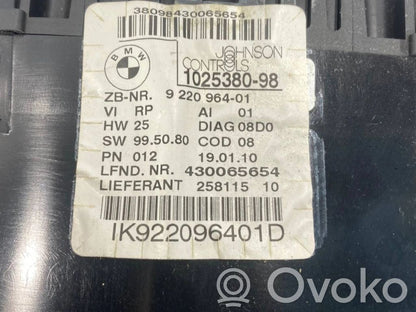 38098430065654
BMW
JOHNSON
CONTROLS
1025380-98
ZB-NR. 9 220 964-01
VI RP AI 01
HW 25 DIAG 08D0
SW 99.50.80 COD 08
PN 012 19.01.10
LFND. NR. 430065654
LIEFERANT 258115 10
IK922096401D
Ovoko